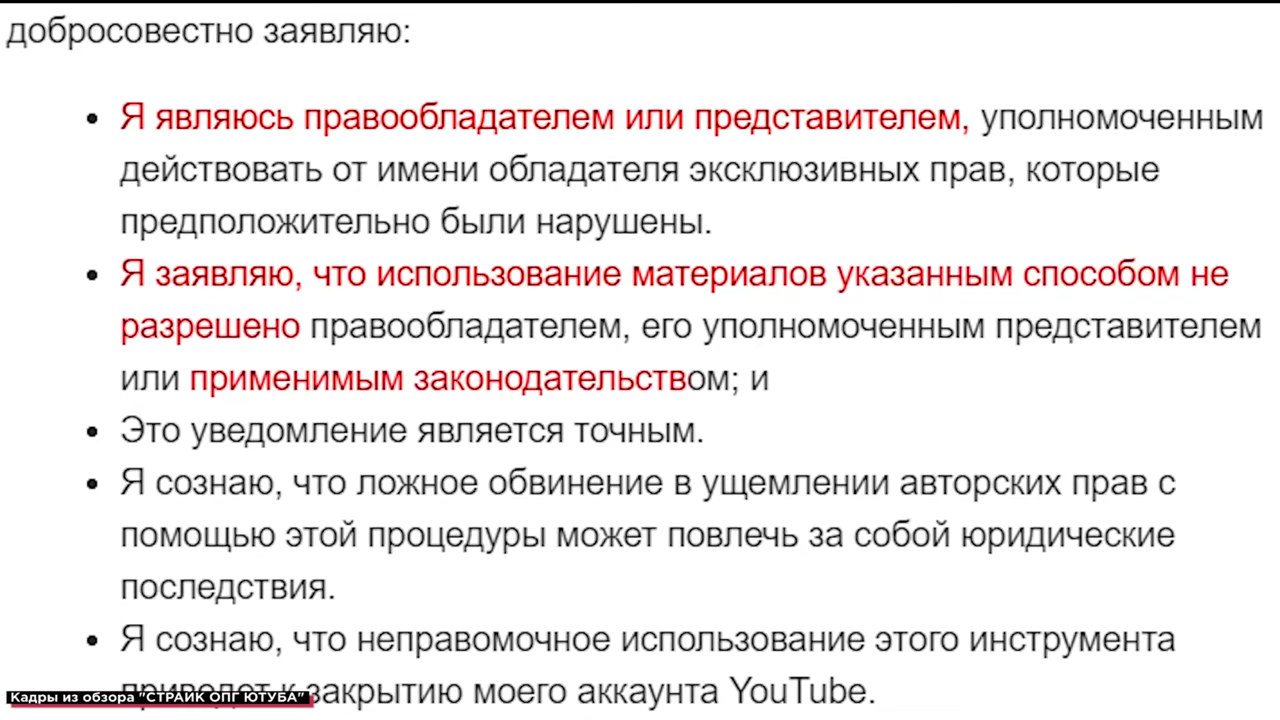 добросовестно заявляю:
• Я являюсь правообладателем или представителем, уполномоченным
действовать от имени обладателя эксклюзивных прав, которые
предположительно были нарушены.
• Я заявляю, что использование материалов указанным способом не
разрешено правообладателем, его уполномоченным представителем
или применимым законодательством; и
• Это уведомление является точным.
• Я сознаю, что ложное обвинение в ущемлении авторских прав с
помощью этой процедуры может повлечь за собой юридические
последствия.
• Я сознаю, что неправомочное использование этого инструмента
приведет к закрытию моего аккаунта YouTube.
Кадры из обзора "СТРАЙК ОПГ ЮТУБА"